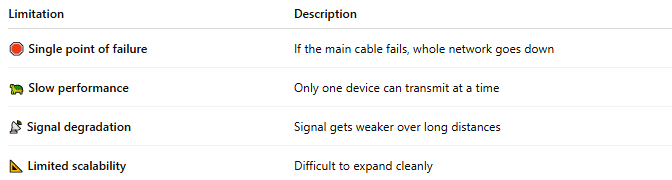 Limitation Description
🛑 Single point of failure If the main cable fails, whole network goes down
🐢 Slow performance Only one device can transmit at a time
📡 Signal degradation Signal gets weaker over long distances
📐 Limited scalability Difficult to expand cleanly